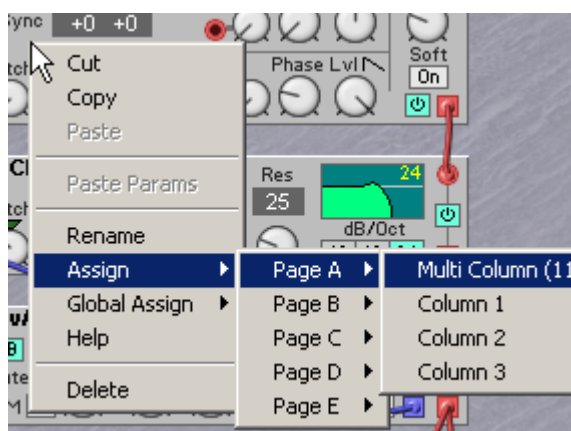 Sync +0 +0
Cut
Copy
Paste
Paste Params
Rename
Assign
Global Assign
Help
Delete
Page A
Page B
Page C
Page D
Page E
Multi Column (11
Column 1
Column 2
Column 3
Phase Lvl
Soft
On
Res
25
24
dB/Oct